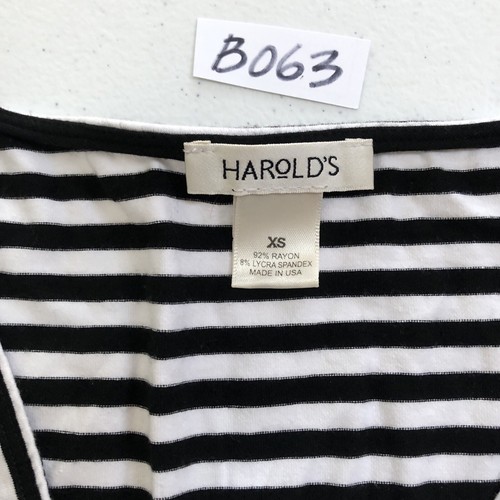 B063
HAROLD'S
XS
92% RAYON
8% LYCRA SPANDEX
MADE IN USA